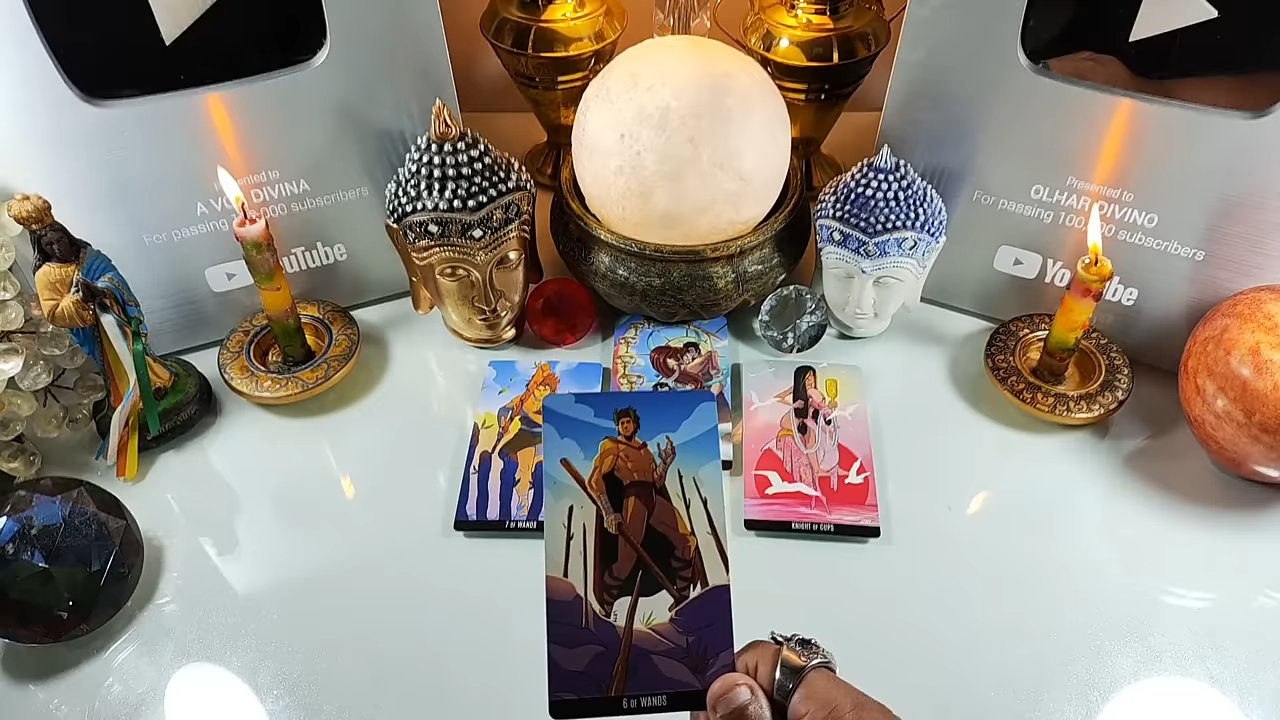 Presented to
A VOZ DIVINA
For passing 100,000 subscribers
YouTube
Presented to
OLHAR DIVINO
For passing 100,000 subscribers
YouTube
7 OF WANDS
KNIGHT OF CUPS
6 OF WANDS